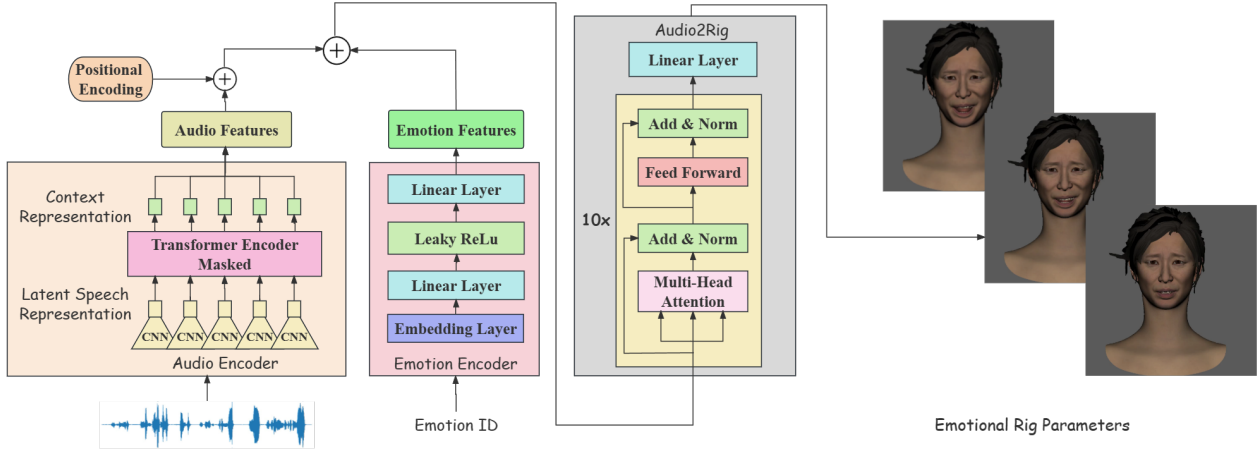 Positional
Encoding
Audio Features
Context
Representation
Transformer Encoder
Masked
Latent Speech
Representation
CNN
CNN
CNN
CNN
CNN
Audio Encoder
Emotion Features
Linear Layer
Leaky ReLu
Linear Layer
Embedding Layer
Emotion Encoder
Emotion ID
Audio2Rig
Linear Layer
Add & Norm
Feed Forward
10x
Add & Norm
Multi-Head
Attention
Emotional Rig Parameters